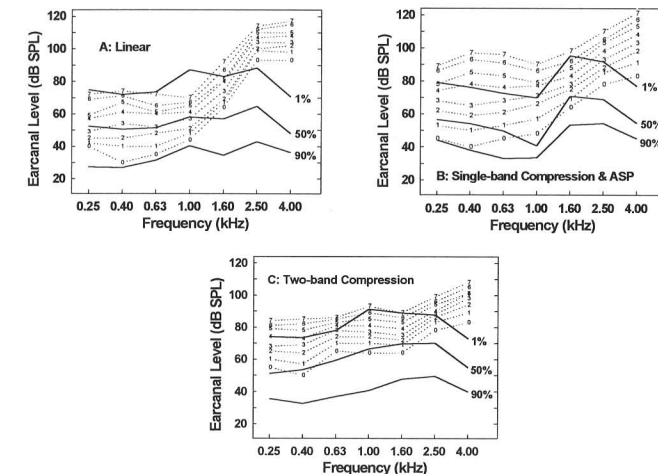 A: Linear
Earcanal Level (dB SPL)
120
100
80
60
40
20
1%
50%
90%
0.25 0.40 0.63 1.00 1.60 2.50 4.00
Frequency (kHz)
B: Single-band Compression & ASP
Earcanal Level (dB SPL)
120
100
80
60
40
20
1%
50%
90%
0.25 0.40 0.63 1.00 1.60 2.50 4.00
Frequency (kHz)
C: Two-band Compression
Earcanal Level (dB SPL)
120
100
80
60
40
20
1%
50%
90%
0.25 0.40 0.63 1.00 1.60 2.50 4.00
Frequency (kHz)